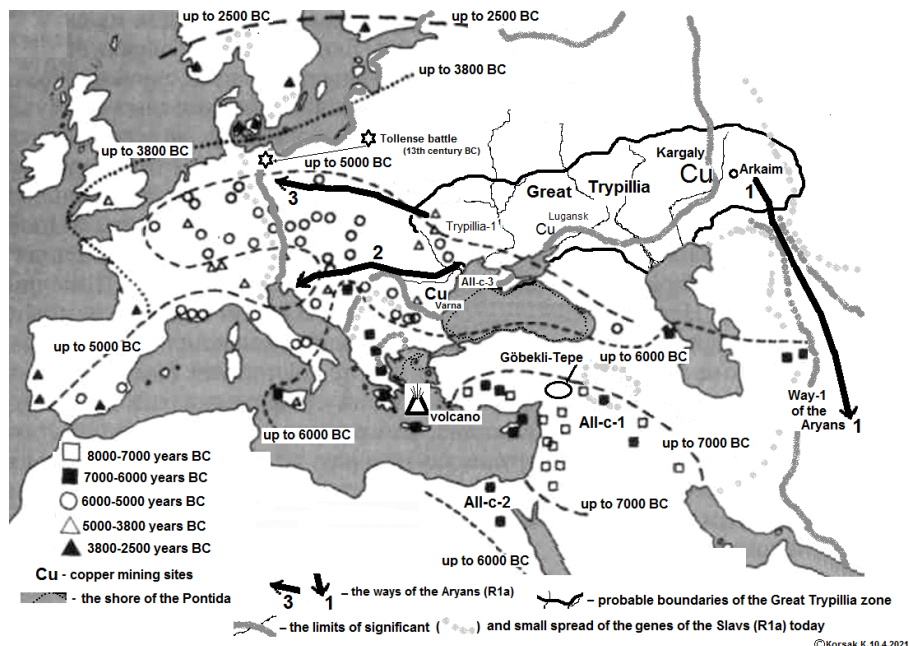 up to 2500 BC
up to 2500 BC
up to 3800 BC
up to 3800 BC
Tollense battle
(13th century BC)
up to 5000 BC
3
Great Trypillia
Kargaly
Cu
Arkaim
1
Trypillia-1
Lugansk
Cu
2
All-c-3
Cu
Varna
up to 5000 BC
up to 6000 BC
Göbekli-Tepe
volcano
All-c-1
Way-1
of the
Aryans
1
up to 6000 BC
up to 7000 BC
All-c-2
up to 7000 BC
up to 6000 BC
8000-7000 years BC
7000-6000 years BC
6000-5000 years BC
5000-3800 years BC
3800-2500 years BC
Cu - copper mining sites
- the shore of the Pontida
3 1 – the ways of the Aryans (R1a)
– probable boundaries of the Great Trypillia zone
– the limits of significant ( ) and small spread of the genes of the Slavs (R1a) today
©Korsak K.10.4.2021